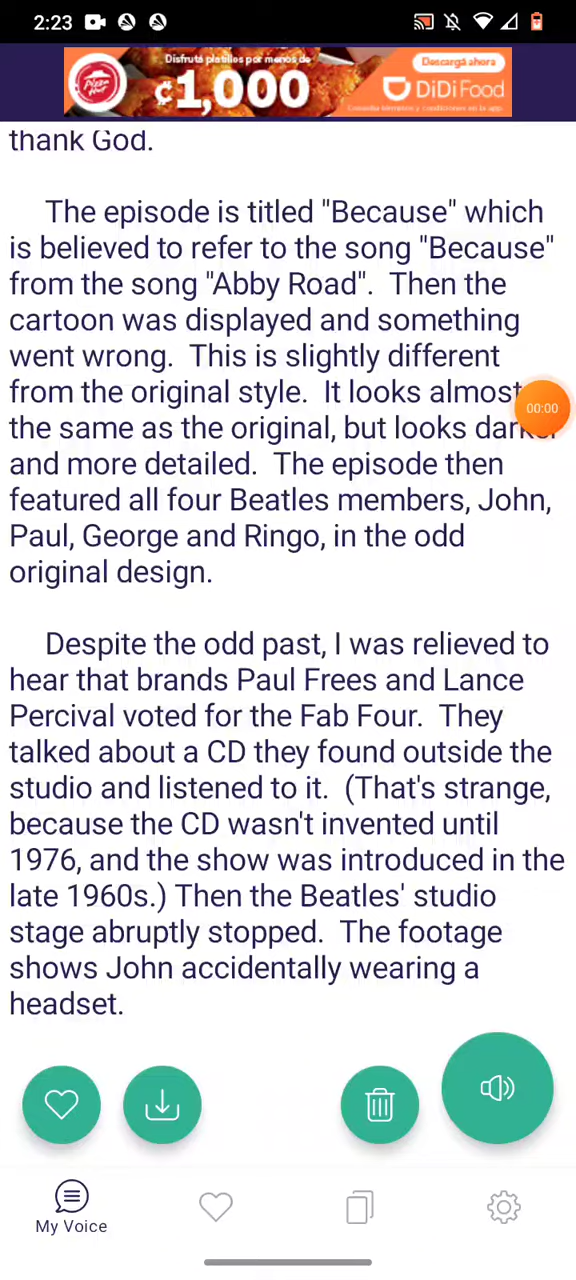 2:23
Disfrutá platillos por menos de
¢1,000
Descargá ahora
DiDi Food
thank God.
The episode is titled "Because" which
is believed to refer to the song "Because"
from the song "Abby Road".  Then the
cartoon was displayed and something
went wrong.  This is slightly different
from the original style.  It looks almost
00:00
the same as the original, but looks darker
and more detailed.  The episode then
featured all four Beatles members, John,
Paul, George and Ringo, in the odd
original design.
Despite the odd past, I was relieved to
hear that brands Paul Frees and Lance
Percival voted for the Fab Four.  They
talked about a CD they found outside the
studio and listened to it.  (That's strange,
because the CD wasn't invented until
1976, and the show was introduced in the
late 1960s.) Then the Beatles' studio
stage abruptly stopped.  The footage
shows John accidentally wearing a
headset.
My Voice